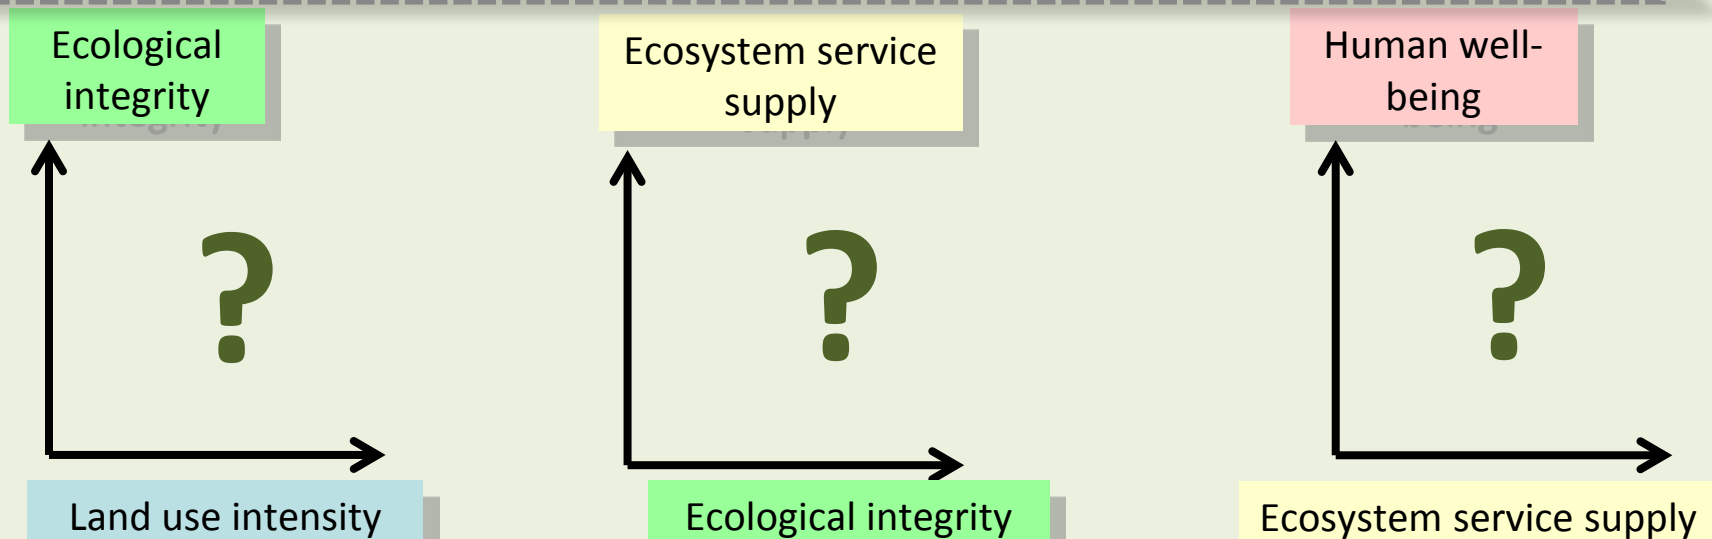 Ecological
integrity
Ecosystem service
supply
Human well-
being
?
?
?
Land use intensity
Ecological integrity
Ecosystem service supply